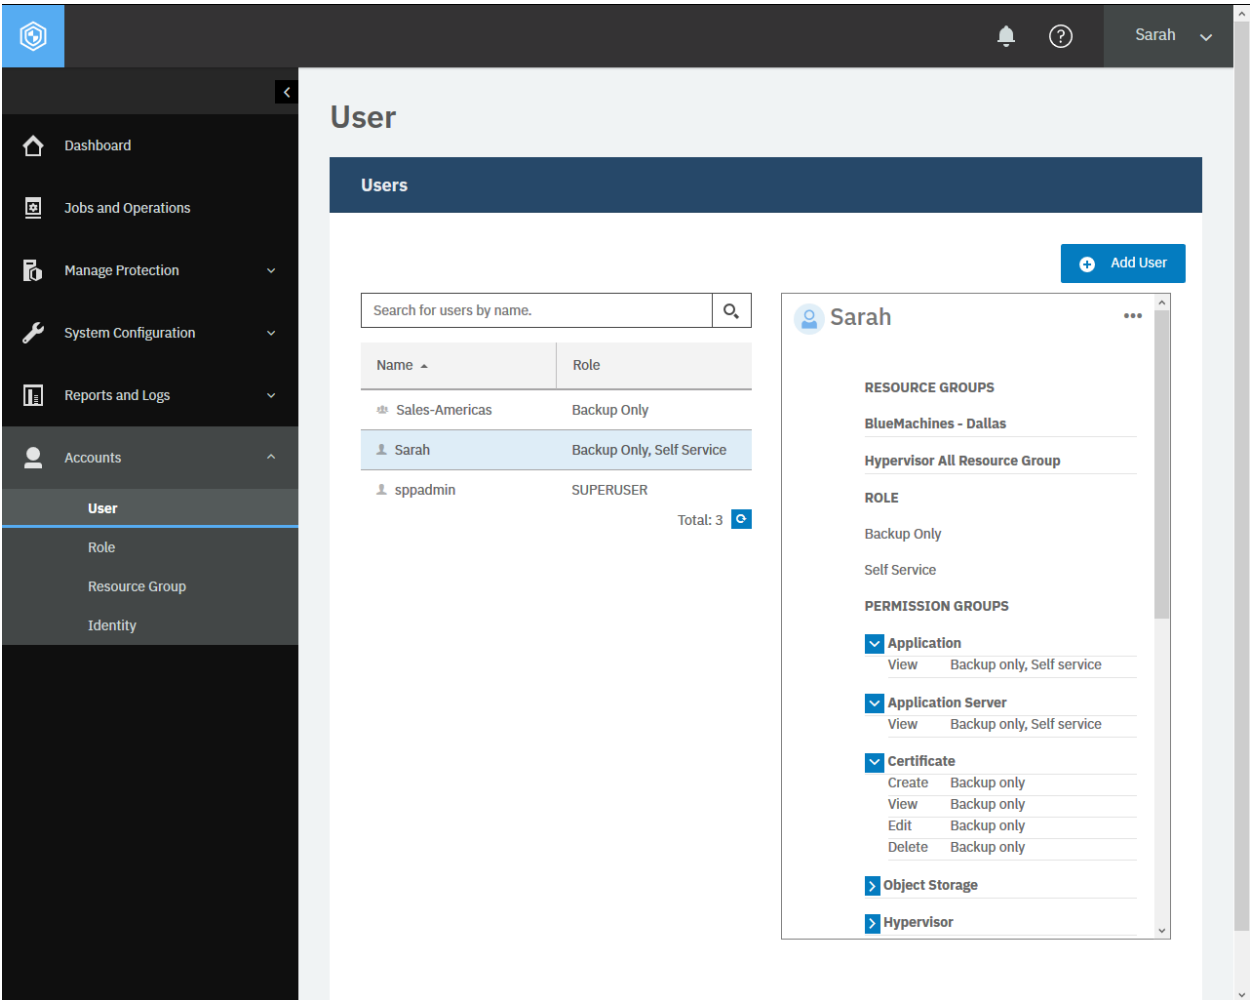 Sarah
Dashboard
Jobs and Operations
Manage Protection
System Configuration
Reports and Logs
Accounts
User
Role
Resource Group
Identity
User
Users
Add User
Search for users by name.
Name Role
Sales-Americas Backup Only
Sarah Backup Only, Self Service
sppadmin SUPERUSER
Total: 3
Sarah
RESOURCE GROUPS
BlueMachines - Dallas
Hypervisor All Resource Group
ROLE
Backup Only
Self Service
PERMISSION GROUPS
Application
View Backup only, Self service
Application Server
View Backup only, Self service
Certificate
Create Backup only
View Backup only
Edit Backup only
Delete Backup only
Object Storage
Hypervisor